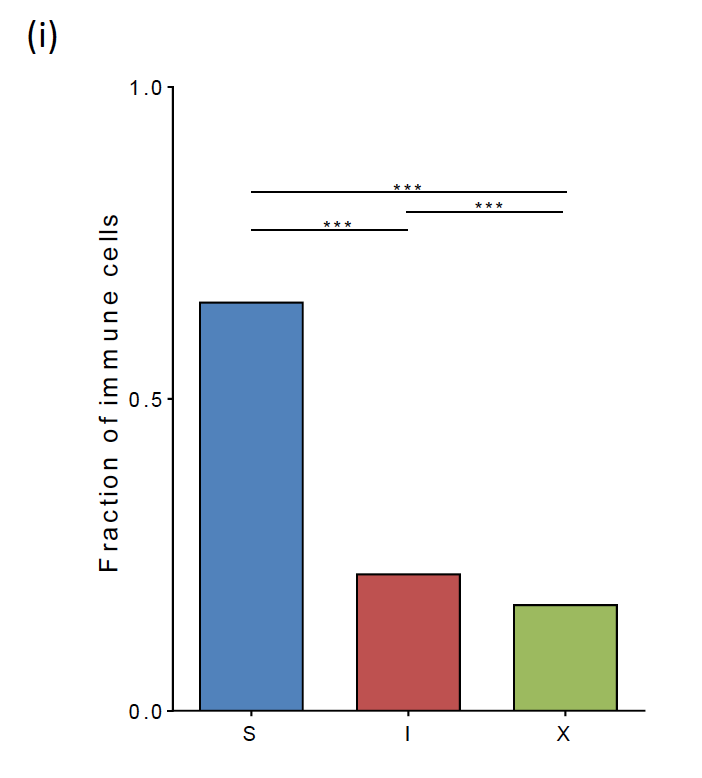 (i)
1.0
***
***
***
Fraction of immune cells
0.5
0.0
S I X